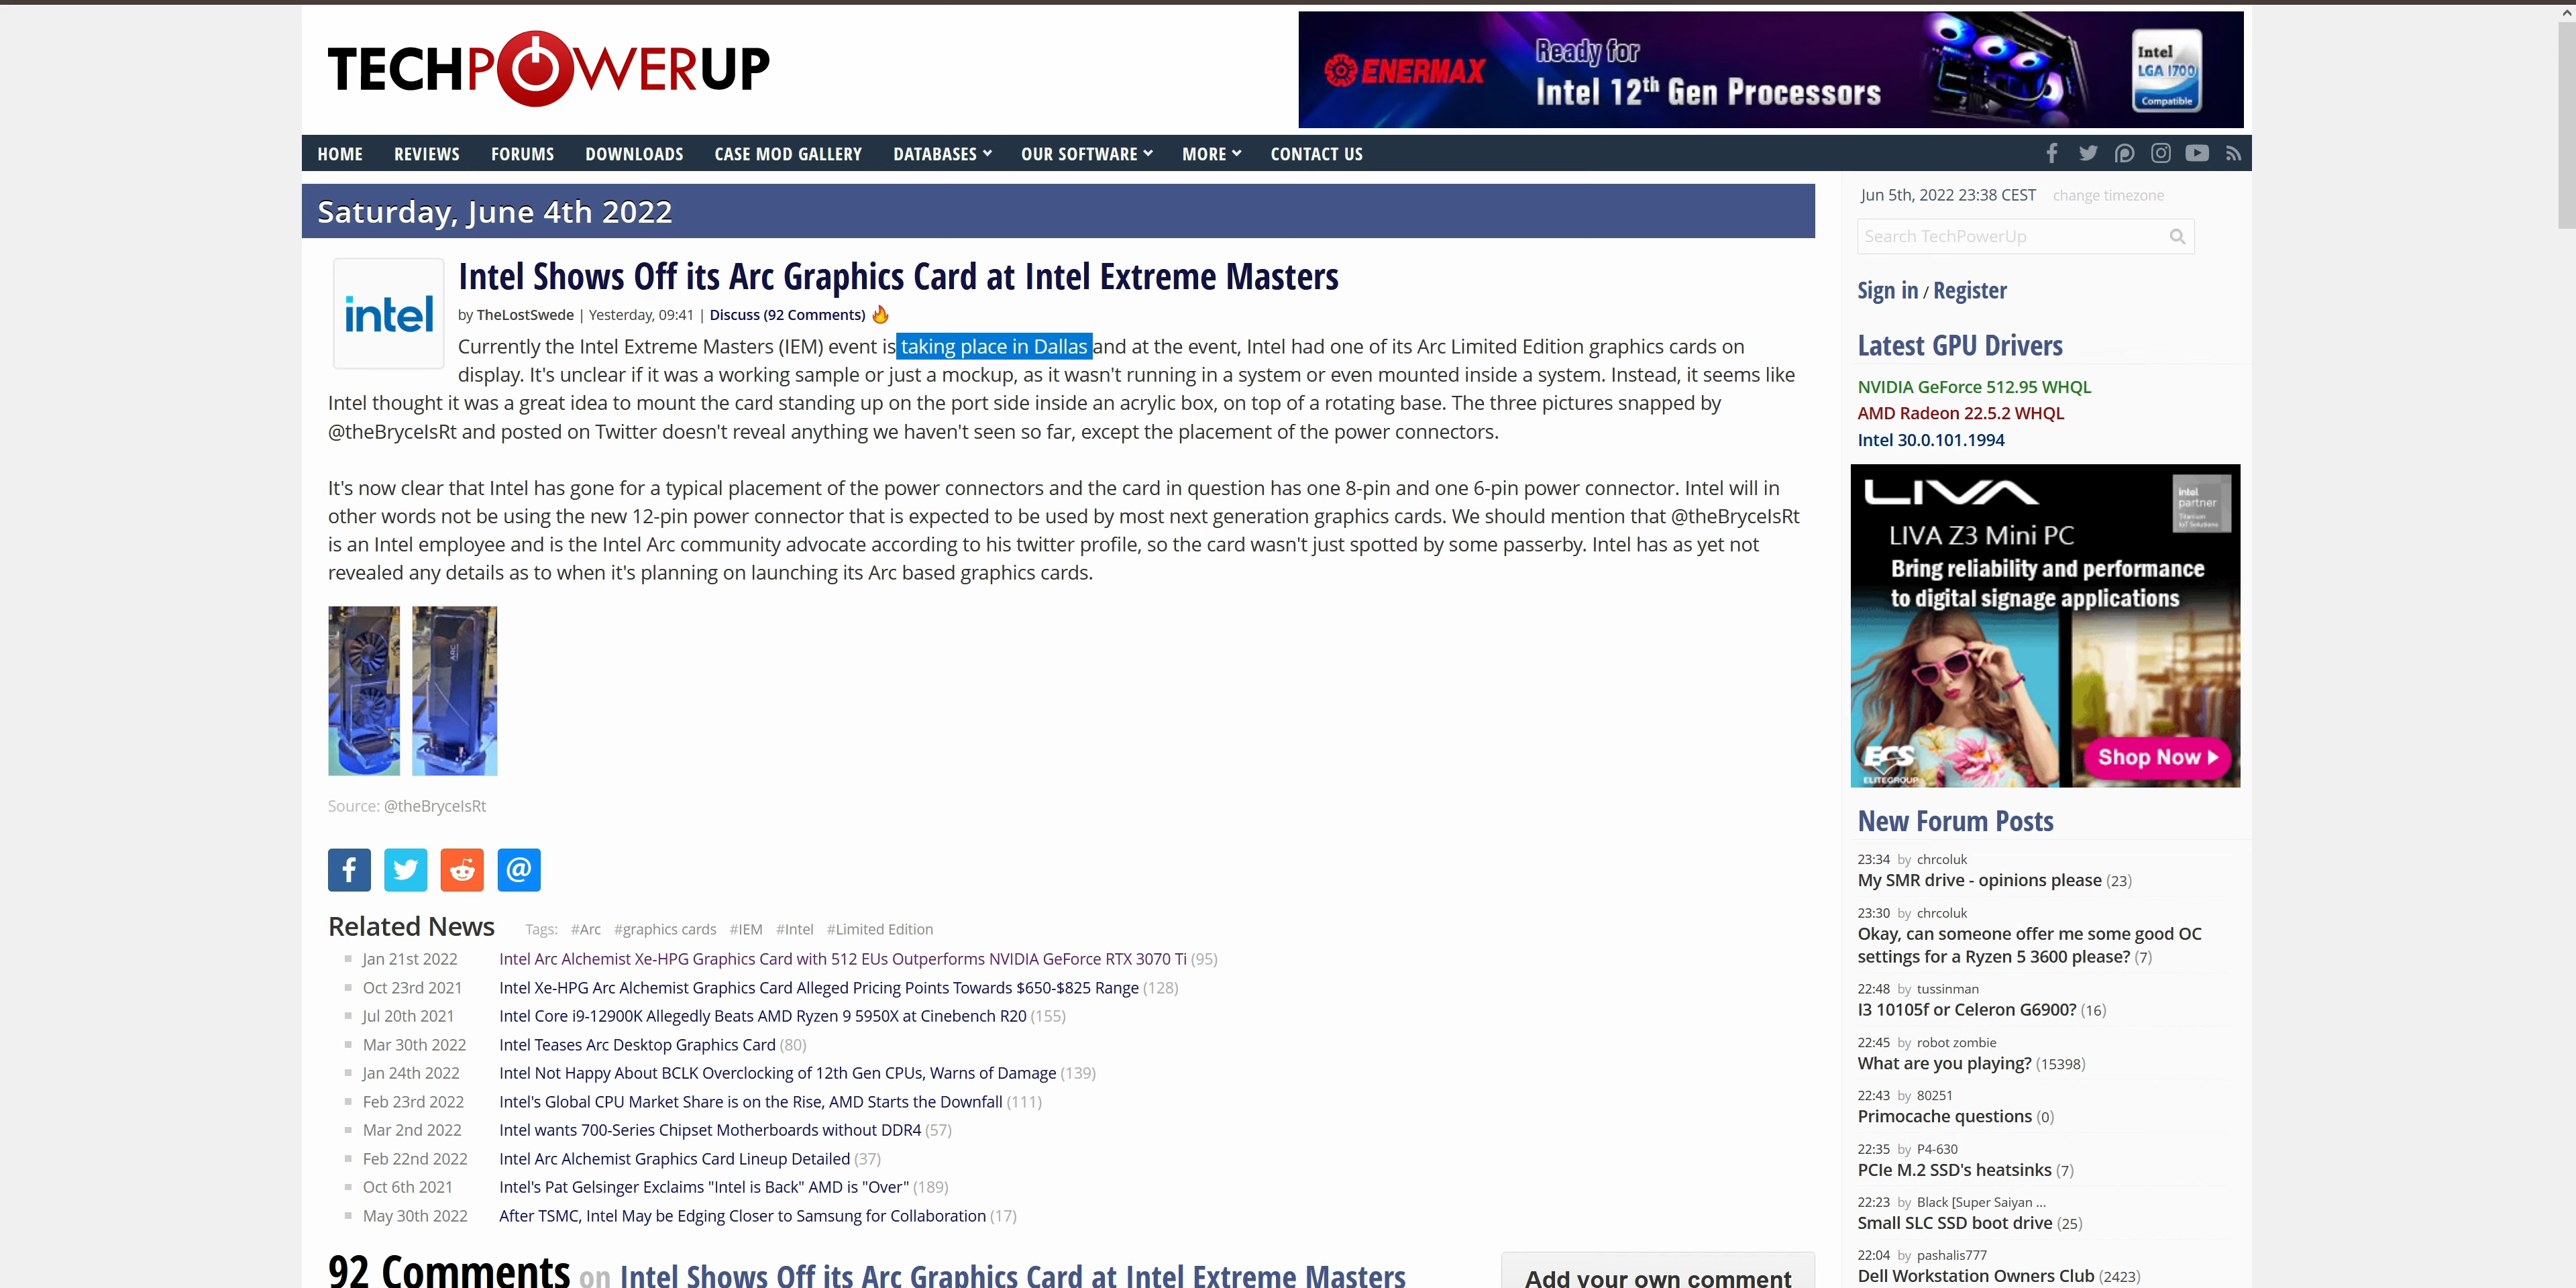 TECHPOWERUP
ENERMAX
Ready for
Intel 12th Gen Processors
Intel
LGA 1700
Compatible
HOME REVIEWS FORUMS DOWNLOADS CASE MOD GALLERY DATABASES OUR SOFTWARE MORE CONTACT US
Saturday, June 4th 2022
intel
Intel Shows Off its Arc Graphics Card at Intel Extreme Masters
by TheLostSwede | Yesterday, 09:41 | Discuss (92 Comments)
Currently the Intel Extreme Masters (IEM) event is taking place in Dallas and at the event, Intel had one of its Arc Limited Edition graphics cards on
display. It's unclear if it was a working sample or just a mockup, as it wasn't running in a system or even mounted inside a system. Instead, it seems like
Intel thought it was a great idea to mount the card standing up on the port side inside an acrylic box, on top of a rotating base. The three pictures snapped by
@theBryceIsRt and posted on Twitter doesn't reveal anything we haven't seen so far, except the placement of the power connectors.
It's now clear that Intel has gone for a typical placement of the power connectors and the card in question has one 8-pin and one 6-pin power connector. Intel will in
other words not be using the new 12-pin power connector that is expected to be used by most next generation graphics cards. We should mention that @theBryceIsRt
is an Intel employee and is the Intel Arc community advocate according to his twitter profile, so the card wasn't just spotted by some passerby. Intel has as yet not
revealed any details as to when it's planning on launching its Arc based graphics cards.
ARC
Source: @theBryceIsRt
Related News Tags: #Arc #graphics cards #IEM #Intel #Limited Edition
Jan 21st 2022 Intel Arc Alchemist Xe-HPG Graphics Card with 512 EUs Outperforms NVIDIA GeForce RTX 3070 Ti (95)
Oct 23rd 2021 Intel Xe-HPG Arc Alchemist Graphics Card Alleged Pricing Points Towards $650-$825 Range (128)
Jul 20th 2021 Intel Core i9-12900K Allegedly Beats AMD Ryzen 9 5950X at Cinebench R20 (155)
Mar 30th 2022 Intel Teases Arc Desktop Graphics Card (80)
Jan 24th 2022 Intel Not Happy About BCLK Overclocking of 12th Gen CPUs, Warns of Damage (139)
Feb 23rd 2022 Intel's Global CPU Market Share is on the Rise, AMD Starts the Downfall (111)
Mar 2nd 2022 Intel wants 700-Series Chipset Motherboards without DDR4 (57)
Feb 22nd 2022 Intel Arc Alchemist Graphics Card Lineup Detailed (37)
Oct 6th 2021 Intel's Pat Gelsinger Exclaims "Intel is Back" AMD is "Over" (189)
May 30th 2022 After TSMC, Intel May be Edging Closer to Samsung for Collaboration (17)
92 Comments on Intel Shows Off its Arc Graphics Card at Intel Extreme Masters
Add your own comment
Jun 5th, 2022 23:38 CEST change timezone
Search TechPowerUp
Sign in / Register
Latest GPU Drivers
NVIDIA GeForce 512.95 WHQL
AMD Radeon 22.5.2 WHQL
Intel 30.0.101.1994
LIVA
intel
partner
Titanium
IoT Solutions
LIVA Z3 Mini PC
Bring reliability and performance
to digital signage applications
ECS
ELITEGROUP
Shop Now
New Forum Posts
23:34 by chrcoluk
My SMR drive - opinions please (23)
23:30 by chrcoluk
Okay, can someone offer me some good OC
settings for a Ryzen 5 3600 please? (7)
22:48 by tussinman
I3 10105f or Celeron G6900? (16)
22:45 by robot zombie
What are you playing? (15398)
22:43 by 80251
Primocache questions (0)
22:35 by P4-630
PCIe M.2 SSD's heatsinks (7)
22:23 by Black [Super Saiyan ...
Small SLC SSD boot drive (25)
22:04 by pashalis777
Dell Workstation Owners Club (2423)